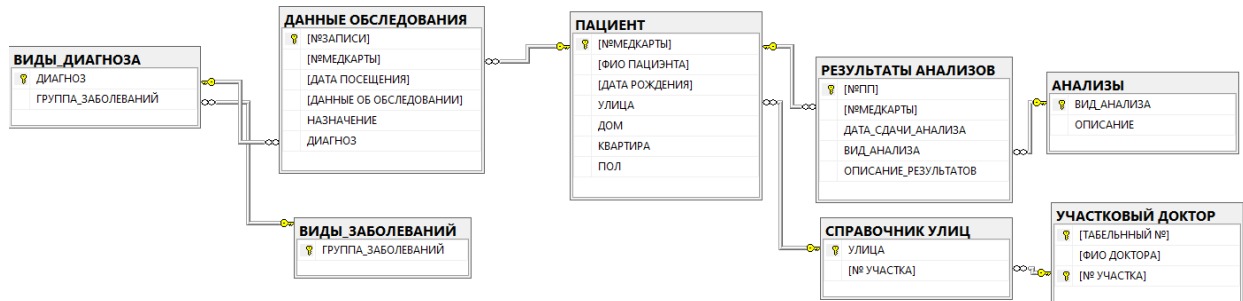 ВИДЫ_ДИАГНОЗА
ДИАГНОЗ
ГРУППА_ЗАБОЛЕВАНИЙ
ДАННЫЕ ОБСЛЕДОВАНИЯ
[№ЗАПИСИ]
[№МЕДКАРТЫ]
[ДАТА ПОСЕЩЕНИЯ]
[ДАННЫЕ ОБ ОБСЛЕДОВАНИИ]
НАЗНАЧЕНИЕ
ДИАГНОЗ
ВИДЫ_ЗАБОЛЕВАНИЙ
ГРУППА_ЗАБОЛЕВАНИЙ
ПАЦИЕНТ
[№МЕДКАРТЫ]
[ФИО ПАЦИЭНТА]
[ДАТА РОЖДЕНИЯ]
УЛИЦА
ДОМ
КВАРТИРА
ПОЛ
РЕЗУЛЬТАТЫ АНАЛИЗОВ
[№ПП]
[№МЕДКАРТЫ]
ДАТА_СДАЧИ_АНАЛИЗА
ВИД_АНАЛИЗА
ОПИСАНИЕ_РЕЗУЛЬТАТОВ
АНАЛИЗЫ
ВИД_АНАЛИЗА
ОПИСАНИЕ
СПРАВОЧНИК УЛИЦ
УЛИЦА
[№ УЧАСТКА]
УЧАСТКОВЫЙ ДОКТОР
[ТАБЕЛЬННЫЙ №]
[ФИО ДОКТОРА]
[№ УЧАСТКА]